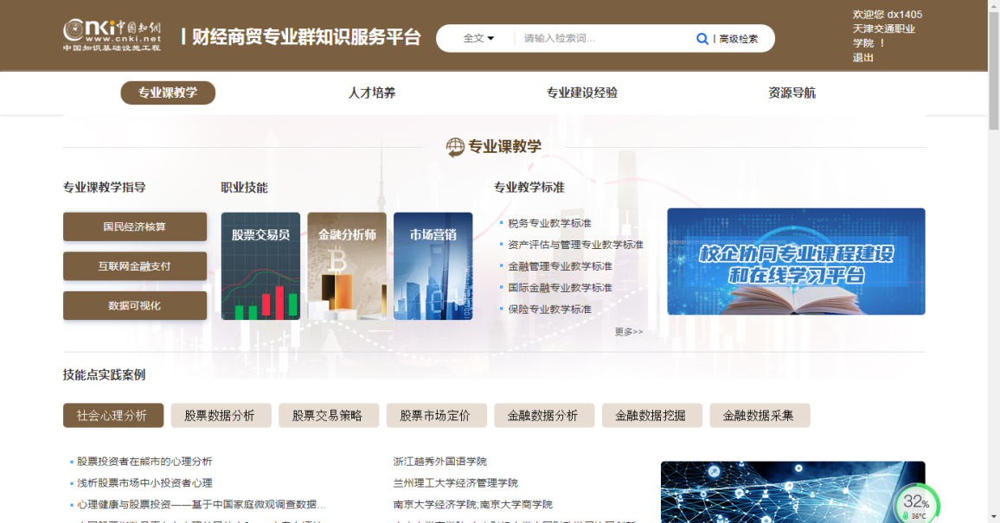 cnki 中国知网
www.cnki.net
中国知识基础设施工程
财经商贸专业群知识服务平台
全文
请输入检索词...
高级检索
欢迎您 dx1405
天津交通职业
学院 ！
退出
专业课教学
人才培养
专业建设经验
资源导航
专业课教学
专业课教学指导
职业技能
专业教学标准
国民经济核算
互联网金融支付
数据可视化
股票交易员
金融分析师
市场营销
税务专业教学标准
资产评估与管理专业教学标准
金融管理专业教学标准
国际金融专业教学标准
保险专业教学标准
更多>>
校企协同专业课程建设
和在线学习平台
技能点实践案例
社会心理分析
股票数据分析
股票交易策略
股票市场定价
金融数据分析
金融数据挖掘
金融数据采集
股票投资者在熊市的心理分析
浙江越秀外国语学院
浅析股票市场中小投资者心理
兰州理工大学经济管理学院
心理健康与股票投资——基于中国家庭微观调查数据...
南京大学经济学院;南京大学商学院
32%
36°C